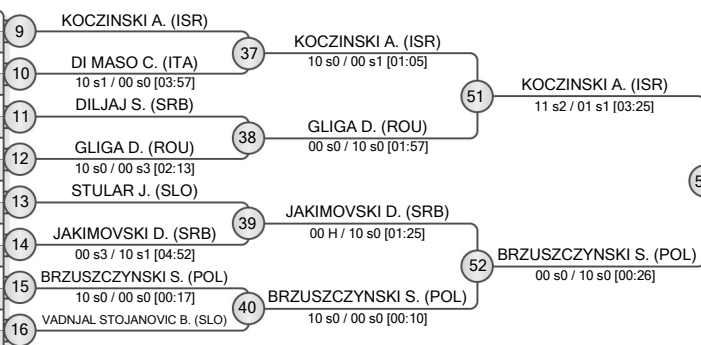 9
KOCZINSKI A. (ISR)
37
KOCZINSKI A. (ISR)
10 s0 / 00 s1 [01:05]
10
DI MASO C. (ITA)
10 s1 / 00 s0 [03:57]
51
KOCZINSKI A. (ISR)
11 s2 / 01 s1 [03:25]
11
DILJAJ S. (SRB)
38
GLIGA D. (ROU)
00 s0 / 10 s0 [01:57]
12
GLIGA D. (ROU)
10 s0 / 00 s3 [02:13]
13
STULAR J. (SLO)
39
JAKIMOVSKI D. (SRB)
00 H / 10 s0 [01:25]
14
JAKIMOVSKI D. (SRB)
00 s3 / 10 s1 [04:52]
52
BRZUSZCZYNSKI S. (POL)
00 s0 / 10 s0 [00:26]
15
BRZUSZCZYNSKI S. (POL)
10 s0 / 00 s0 [00:17]
40
BRZUSZCZYNSKI S. (POL)
10 s0 / 00 s0 [00:10]
16
VADNJAL STOJANOVIC B. (SLO)